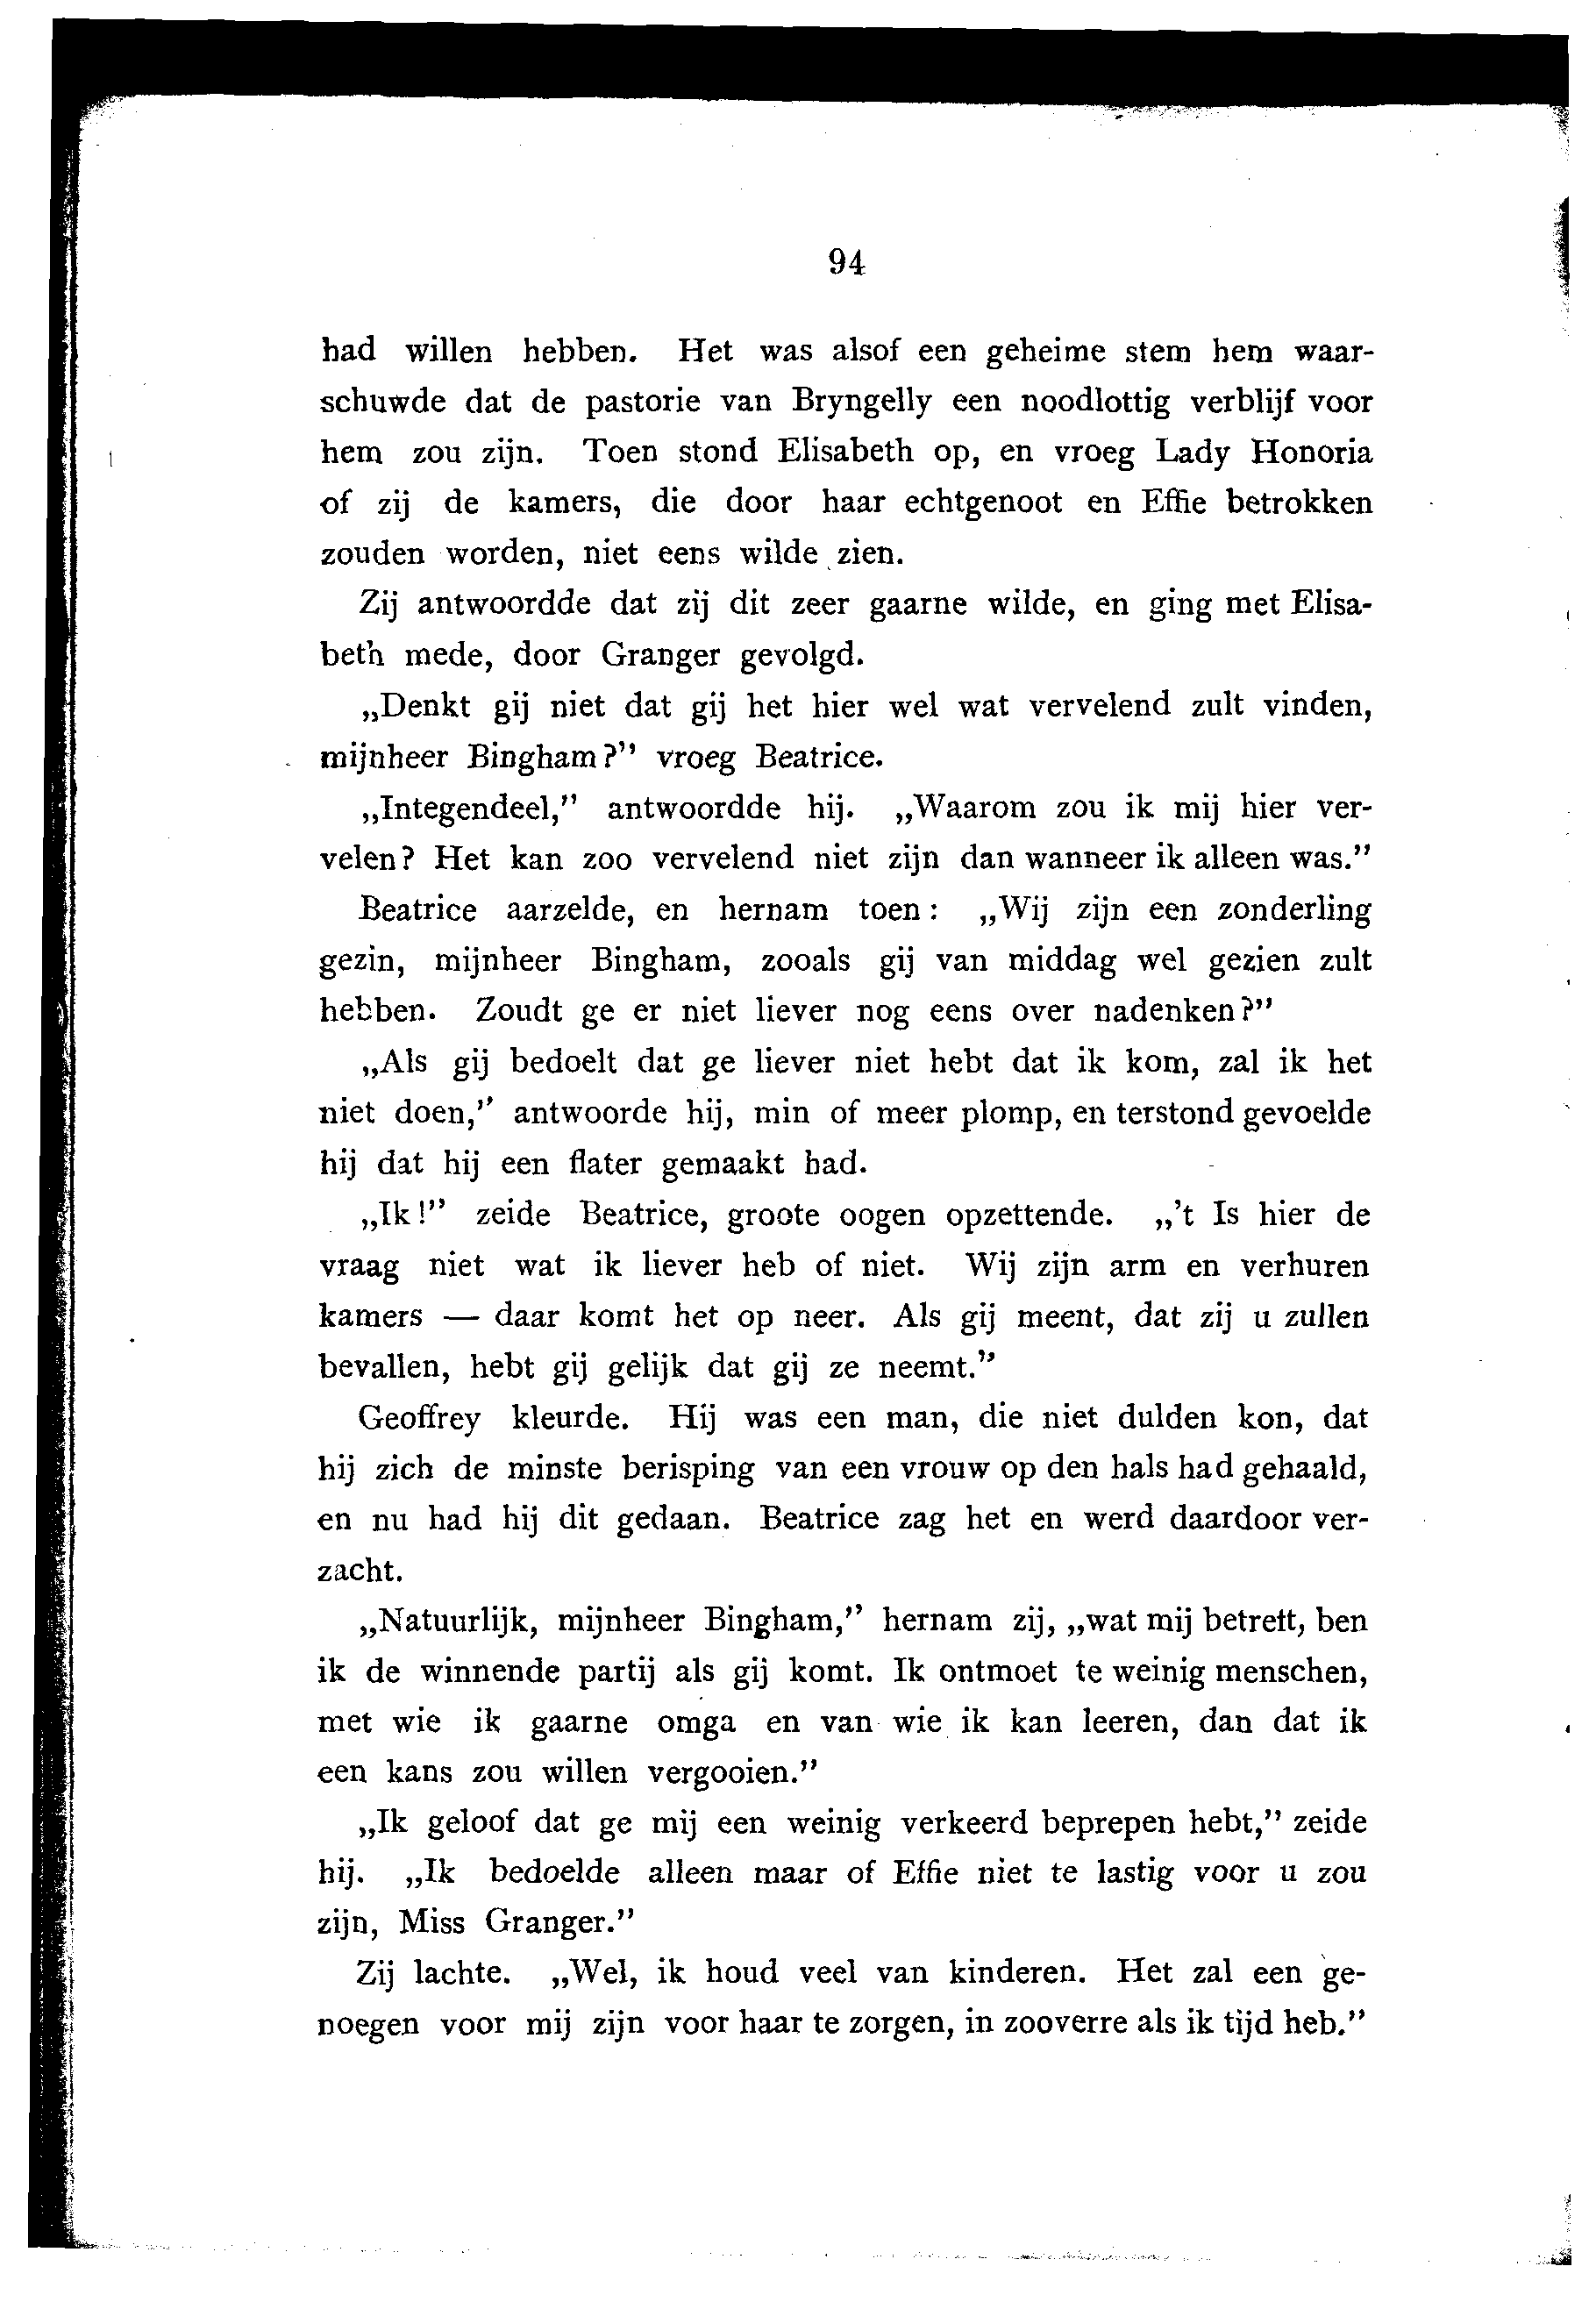 94
had willen hebben. Het was alsof een geheime stem hem waar-
schuwde dat de pastorie van Bryngelly een noodlottig verblijf voor
hem zou zijn. Toen stond Elisabeth op, en vroeg Lady Honoria
of zij de kamers, die door haar echtgenoot en Effie betrokken
zouden worden, niet eens wilde zien.
Zij antwoordde dat zij dit zeer gaarne wilde, en ging met Elisa-
beth mede, door Granger gevolgd.
„Denkt gij niet dat gij het hier wel wat vervelend zult vinden,
mijnheer Bingham?” vroeg Beatrice.
„Integendeel,” antwoordde hij. „Waarom zou ik mij hier ver-
velen? Het kan zoo vervelend niet zijn dan wanneer ik alleen was.”
Beatrice aarzelde, en hernam toen: „Wij zijn een zonderling
gezin, mijnheer Bingham, zooals gij van middag wel gezien zult
hebben. Zoudt ge er niet liever nog eens over nadenken?”
„Als gij bedoelt dat ge liever niet hebt dat ik kom, zal ik het
niet doen,” antwoorde hij, min of meer plomp, en terstond gevoelde
hij dat hij een flater gemaakt had.
„Ik!” zeide Beatrice, groote oogen opzettende. „'t Is hier de
vraag niet wat ik liever heb of niet. Wij zijn arm en verhuren
kamers — daar komt het op neer. Als gij meent, dat zij u zullen
bevallen, hebt gij gelijk dat gij ze neemt.”
Geoffrey kleurde. Hij was een man, die niet dulden kon, dat
hij zich de minste berisping van een vrouw op den hals had gehaald,
en nu had hij dit gedaan. Beatrice zag het en werd daardoor ver-
zacht.
„Natuurlijk, mijnheer Bingham,” hernam zij, „wat mij betrett, ben
ik de winnende partij als gij komt. Ik ontmoet te weinig menschen,
met wie ik gaarne omga en van wie ik kan leeren, dan dat ik
een kans zou willen vergooien.”
„Ik geloof dat ge mij een weinig verkeerd beprepen hebt,” zeide
hij. „Ik bedoelde alleen maar of Effie niet te lastig voor u zou
zijn, Miss Granger.”
Zij lachte. „Wel, ik houd veel van kinderen. Het zal een ge-
noegen voor mij zijn voor haar te zorgen, in zooverre als ik tijd heb.”